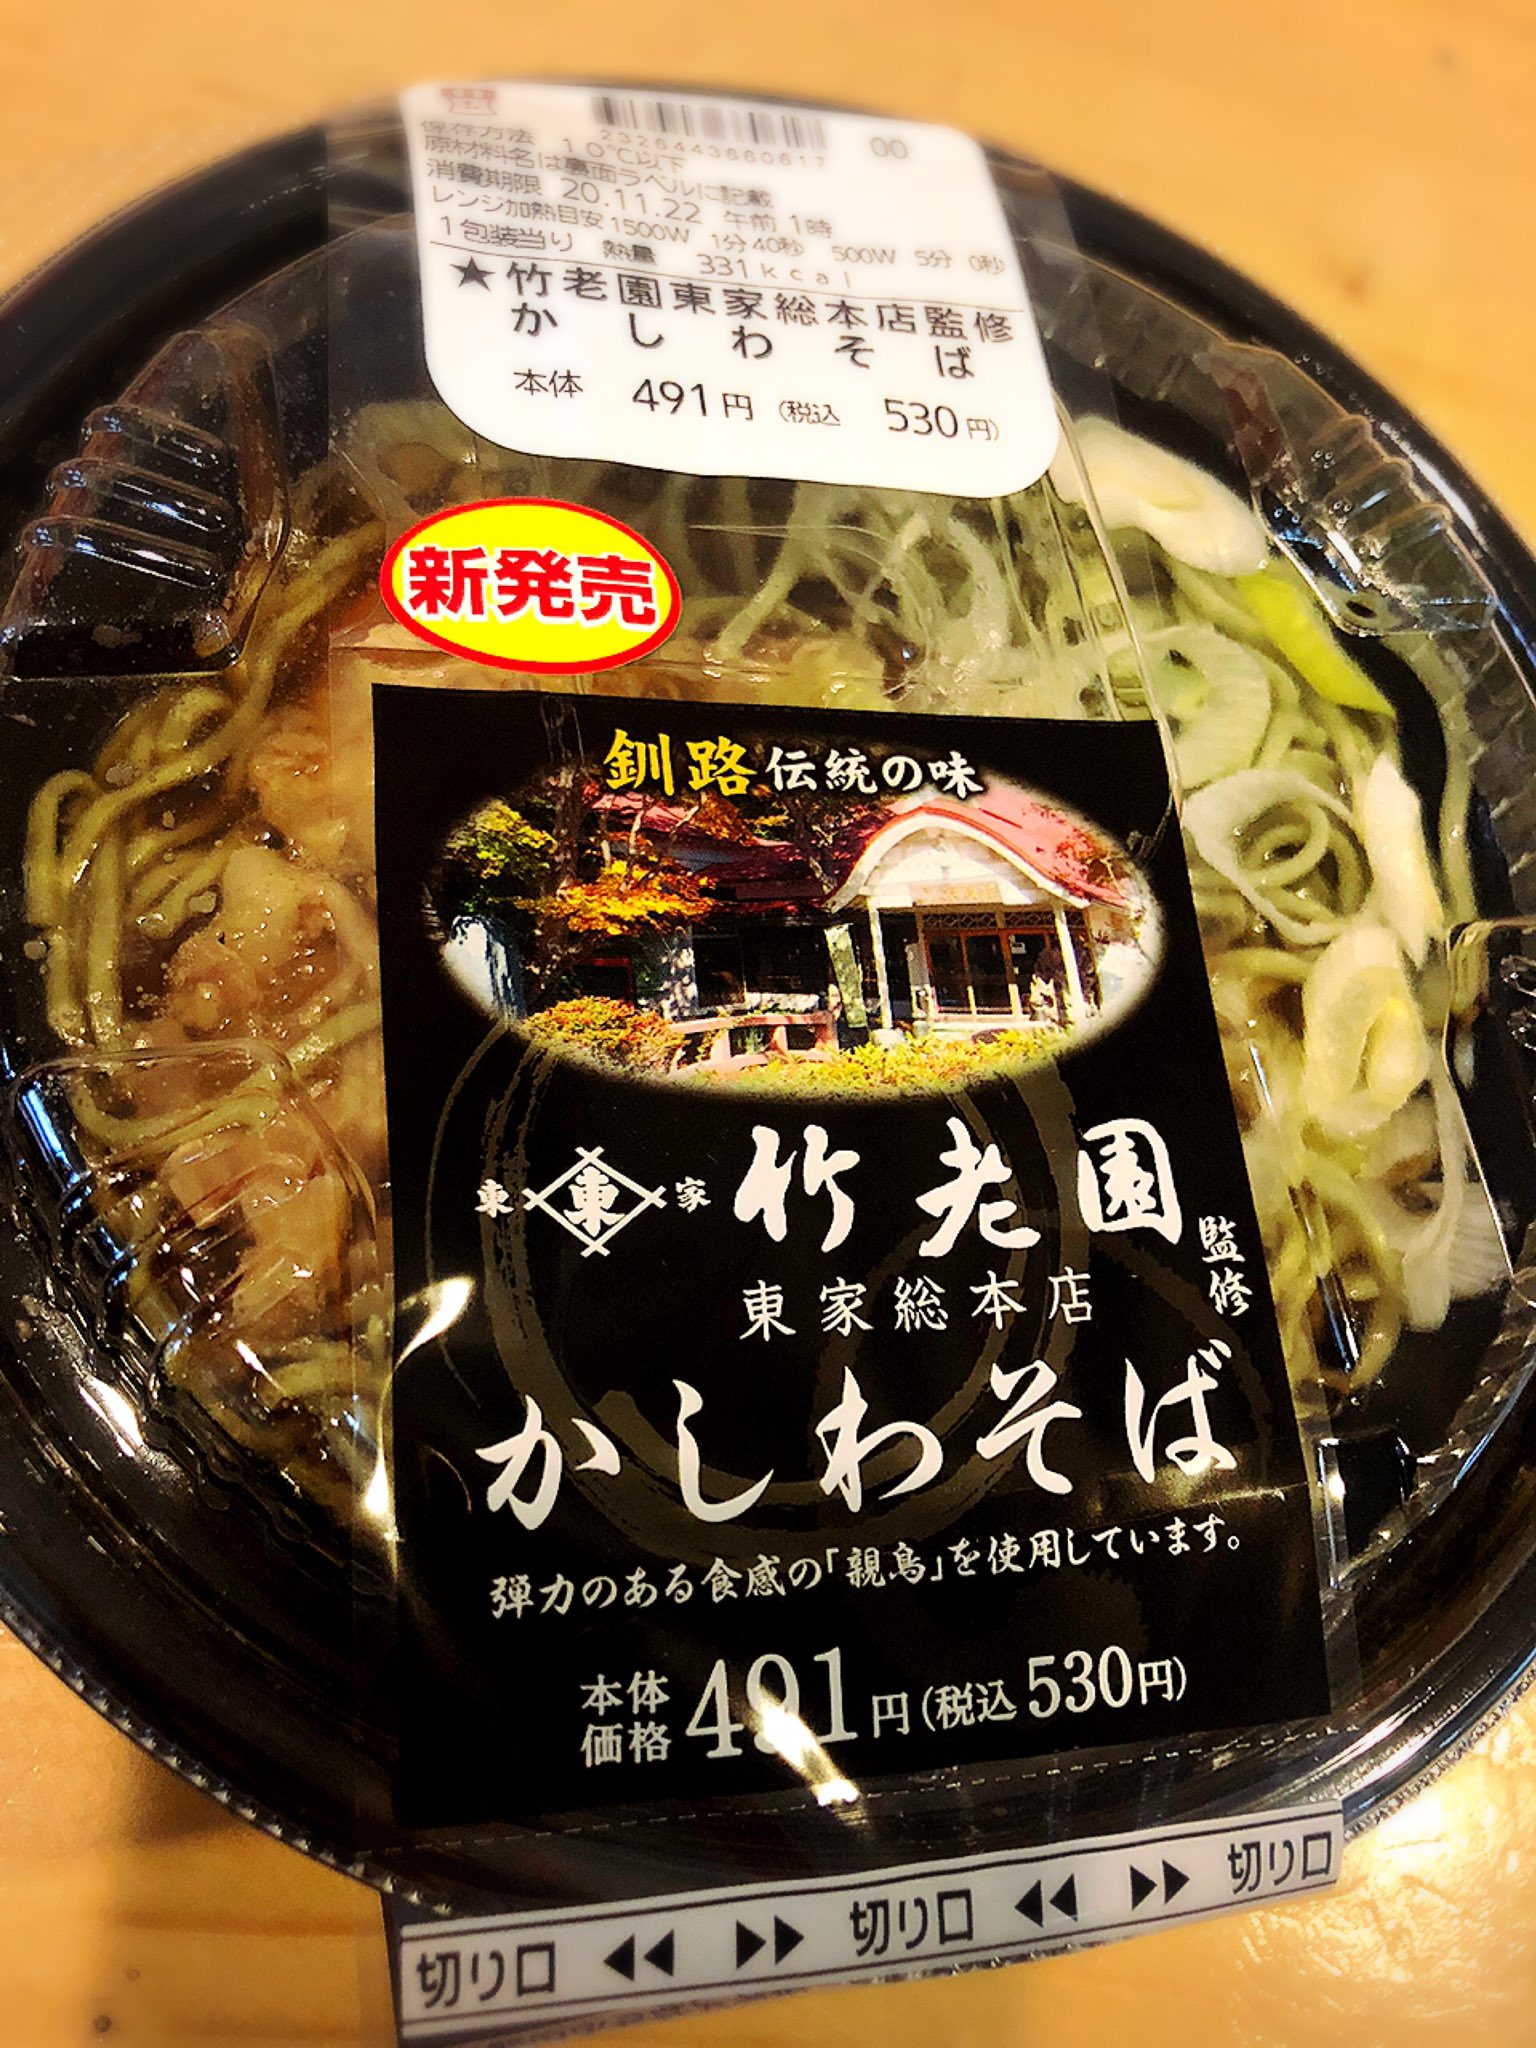 2326443660617
00
保存方法 10℃以下
原材料名は裏面ラベルに記載
消費期限 20.11.22 午前1時
レンジ加熱目安 1500W 1分40秒 500W 5分0秒
1包装当り 熱量 331kcal
★竹老園東家総本店監修
かしわそば
本体 491円 (税込 530円)
新発売
釧路伝統の味
東 東 家 竹老園
監修
東家総本店
かしわそば
弾力のある食感の「親鳥」を使用しています。
本体価格 491円(税込530円)
切り口 ◀◀ ▶▶ 切り口 ◀◀ ▶▶ 切り口